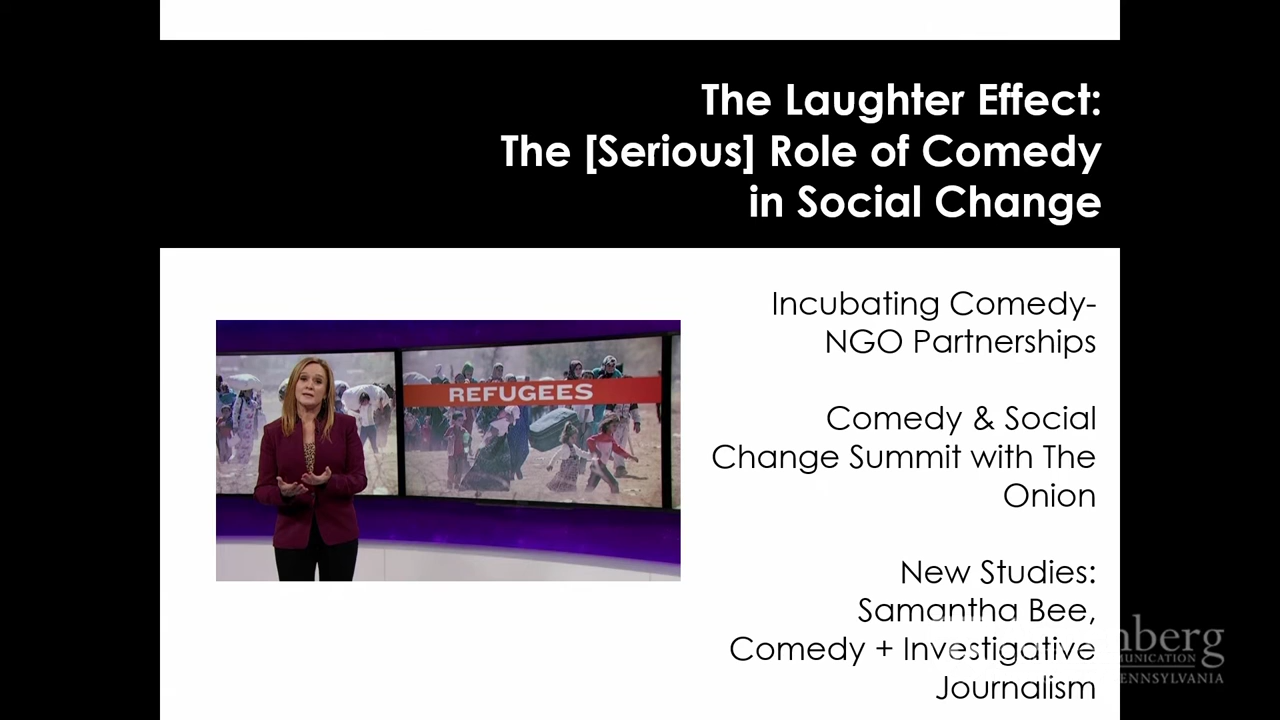 The Laughter Effect:
The [Serious] Role of Comedy
in Social Change
REFUGEES
Incubating Comedy-
NGO Partnerships
Comedy & Social
Change Summit with The
Onion
New Studies:
Samantha Bee,
Comedy + Investigative
Journalism